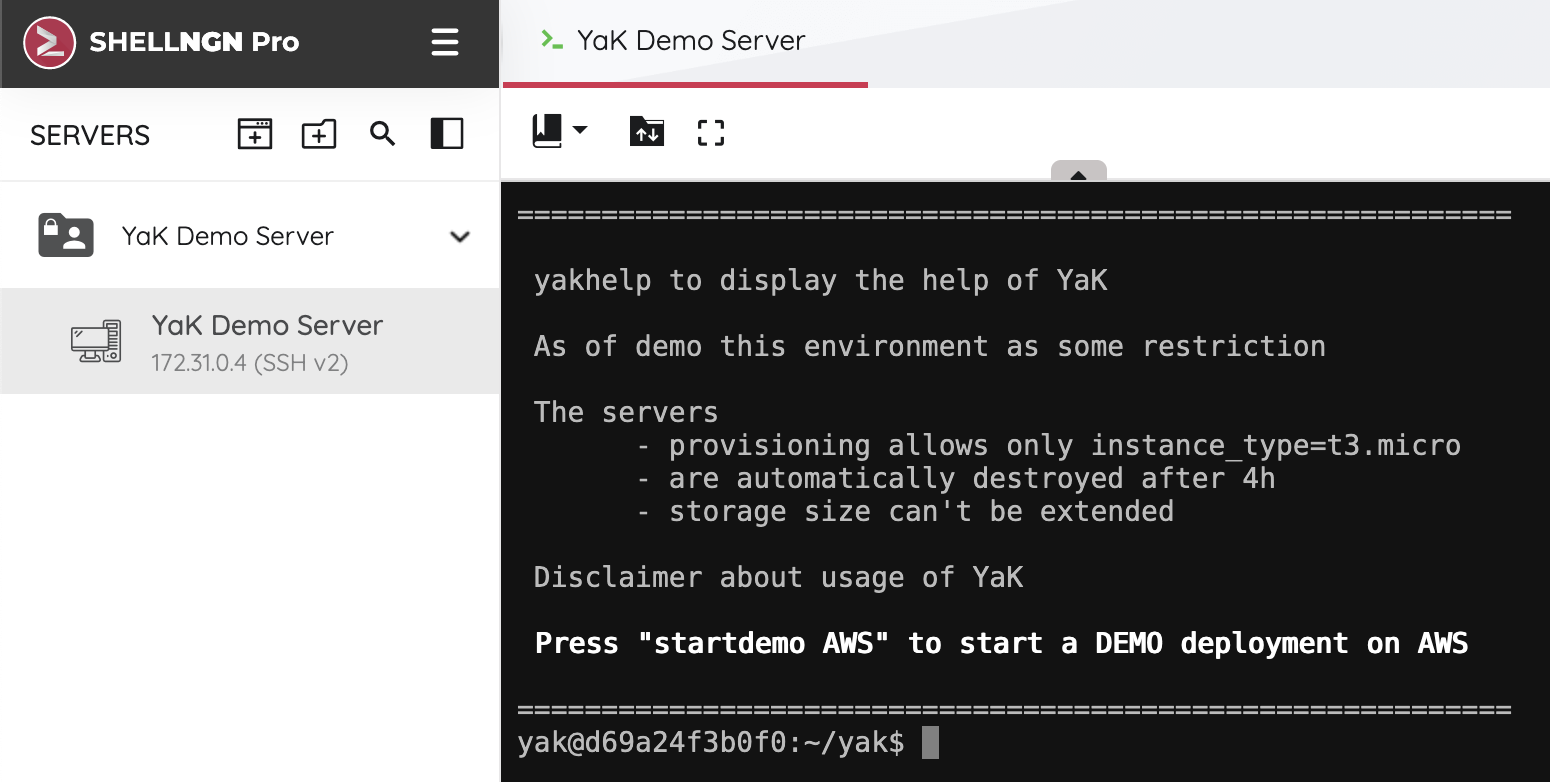 SHELLNGN Pro
YaK Demo Server
SERVERS
YaK Demo Server
YaK Demo Server
172.31.0.4 (SSH v2)
===========================================================
yakhelp to display the help of YaK
As of demo this environment as some restriction
The servers
- provisioning allows only instance_type=t3.micro
- are automatically destroyed after 4h
- storage size can't be extended
Disclaimer about usage of YaK
Press "startdemo AWS" to start a DEMO deployment on AWS
===========================================================
yak@d69a24f3b0f0:~/yak$